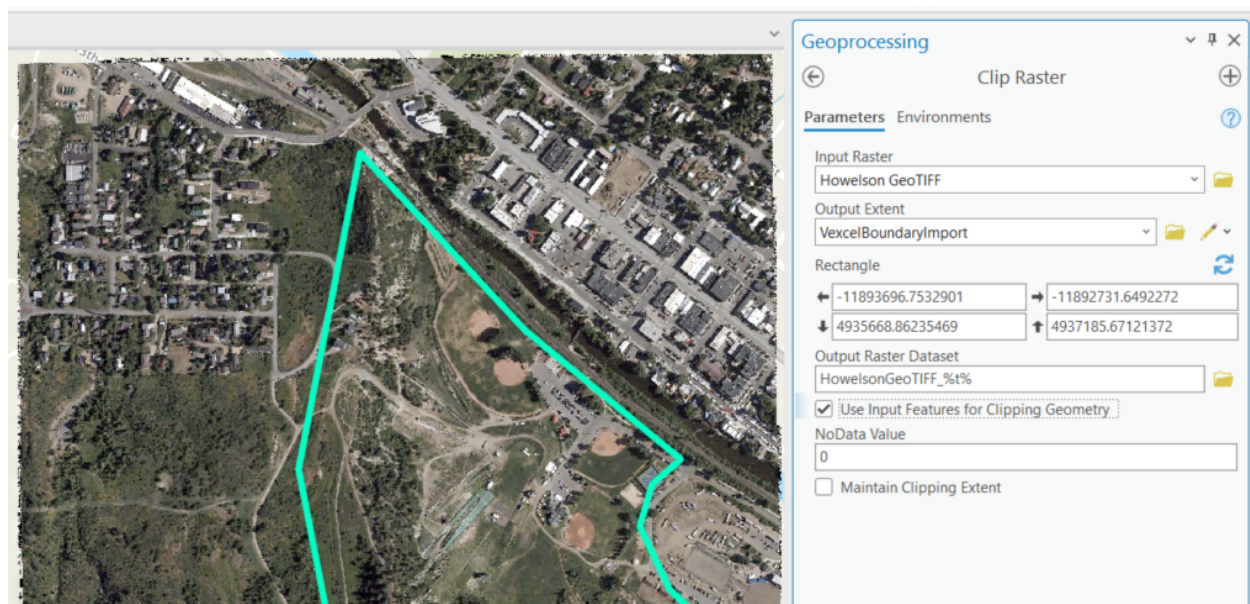 13th
Geoprocessing
Clip Raster
Parameters Environments
Input Raster
Howelson GeoTIFF
Output Extent
VexcelBoundaryImport
Rectangle
-11893696.7532901 -11892731.6492272
4935668.86235469 4937185.67121372
Output Raster Dataset
HowelsonGeoTIFF_%t%
Use Input Features for Clipping Geometry
NoData Value
0
Maintain Clipping Extent